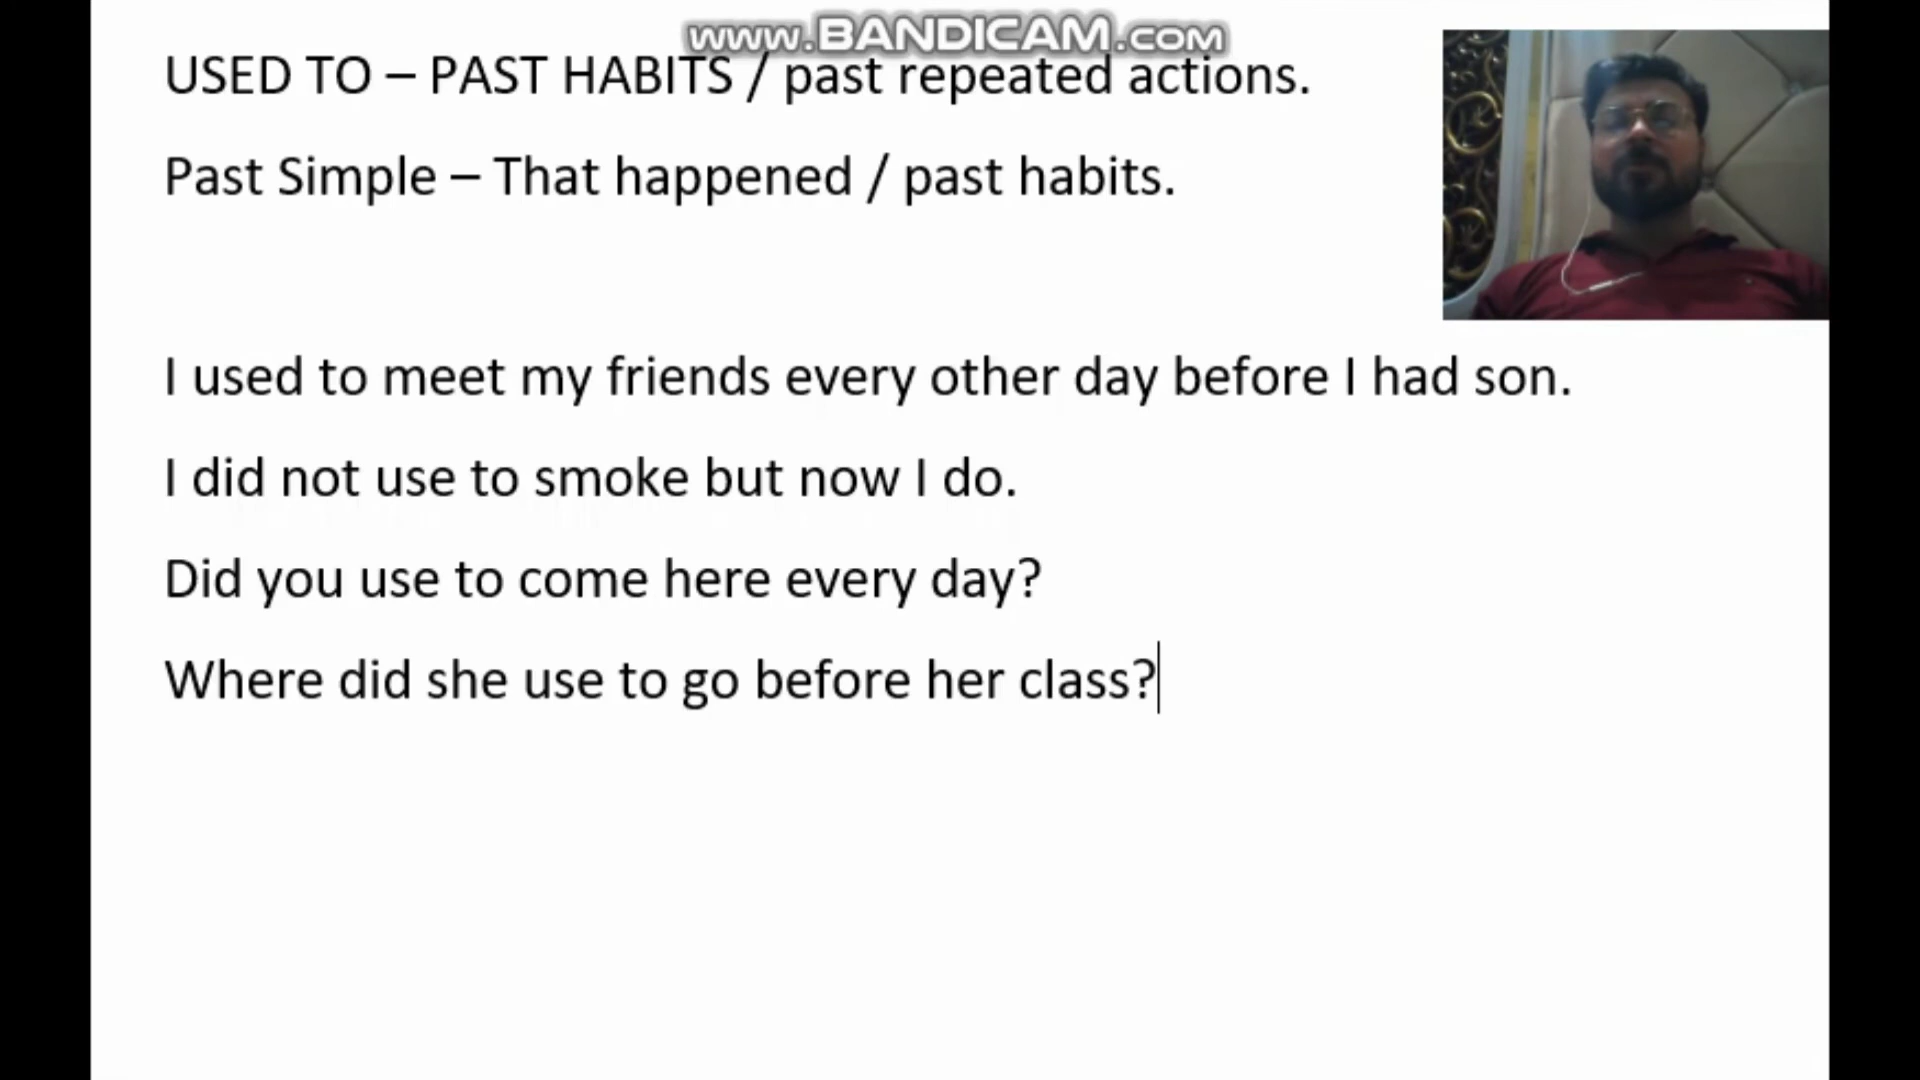 www.BANDICAM.com
USED TO – PAST HABITS / past repeated actions.
Past Simple – That happened / past habits.
I used to meet my friends every other day before I had son.
I did not use to smoke but now I do.
Did you use to come here every day?
Where did she use to go before her class?